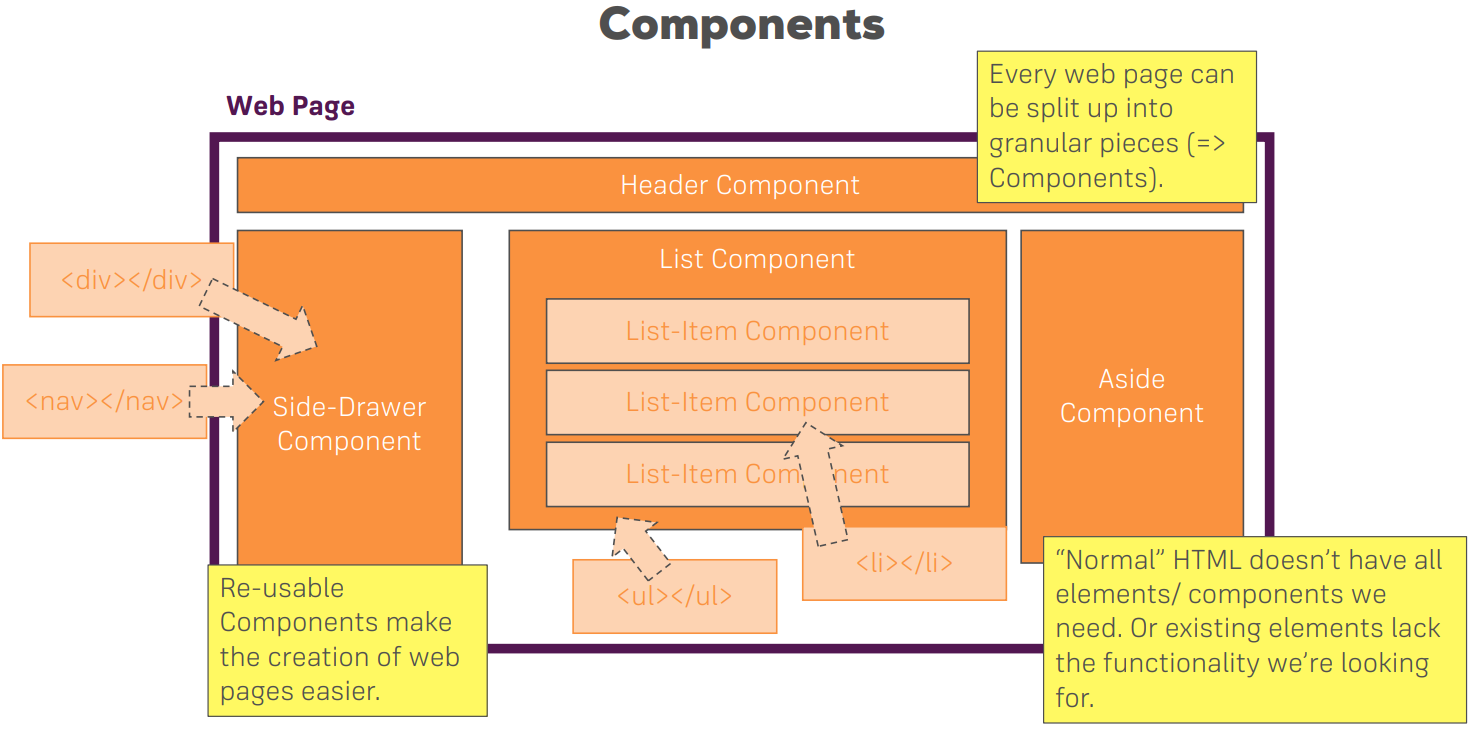 Components
Web Page
Every web page can
be split up into
granular pieces (=>
Components).
Header Component
<div></div>
<nav></nav>
Side-Drawer
Component
List Component
List-Item Component
List-Item Component
List-Item Component
<ul></ul>
<li></li>
Aside
Component
Re-usable
Components make
the creation of web
pages easier.
“Normal” HTML doesn’t have all
elements/ components we
need. Or existing elements lack
the functionality we’re looking
for.